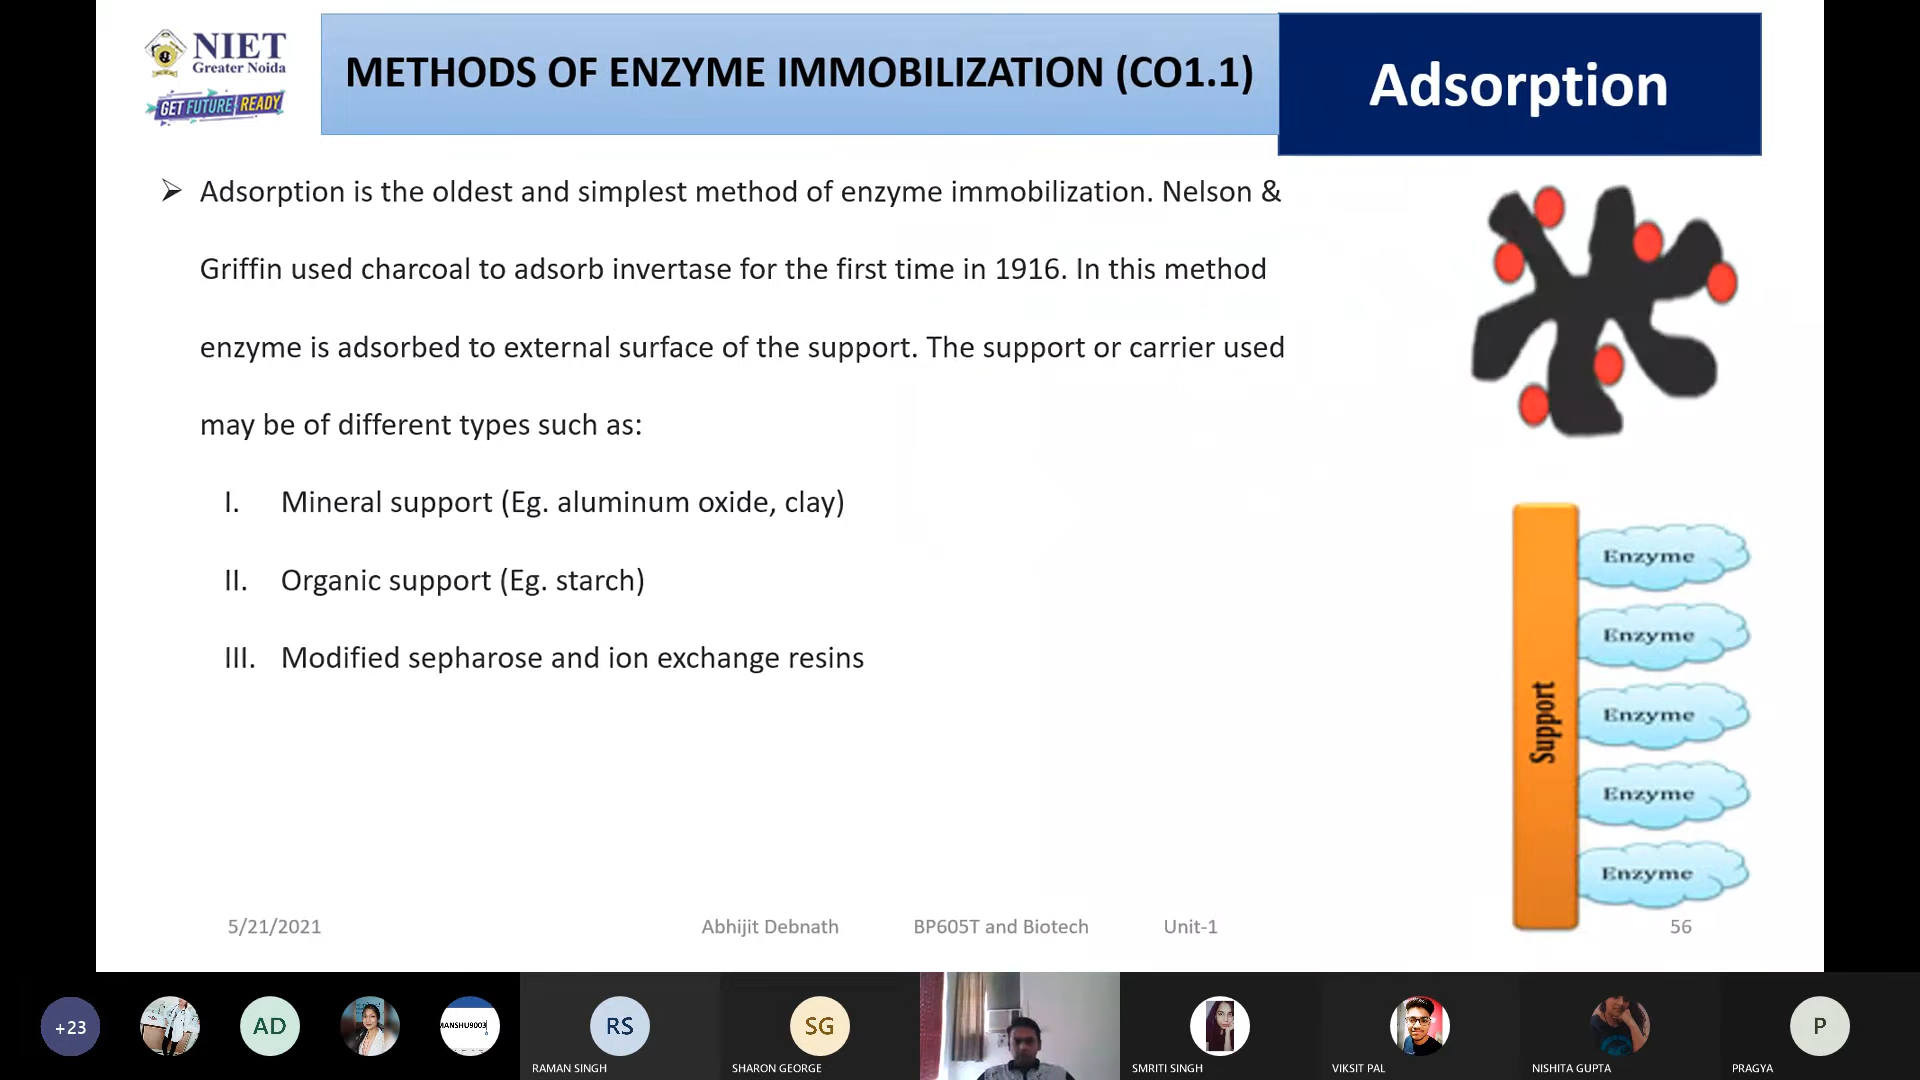 NIET
Greater Noida
GET FUTURE READY
METHODS OF ENZYME IMMOBILIZATION (CO1.1)
Adsorption
➢ Adsorption is the oldest and simplest method of enzyme immobilization. Nelson &
Griffin used charcoal to adsorb invertase for the first time in 1916. In this method
enzyme is adsorbed to external surface of the support. The support or carrier used
may be of different types such as:
I. Mineral support (Eg. aluminum oxide, clay)
II. Organic support (Eg. starch)
III. Modified sepharose and ion exchange resins
Support
Enzyme
Enzyme
Enzyme
Enzyme
Enzyme
5/21/2021
Abhijit Debnath BP605T and Biotech Unit-1
56
+23
AD
RS
SG
P
RAMAN SINGH
SHARON GEORGE
SMRITI SINGH
VIKSIT PAL
NISHITA GUPTA
PRAGYA